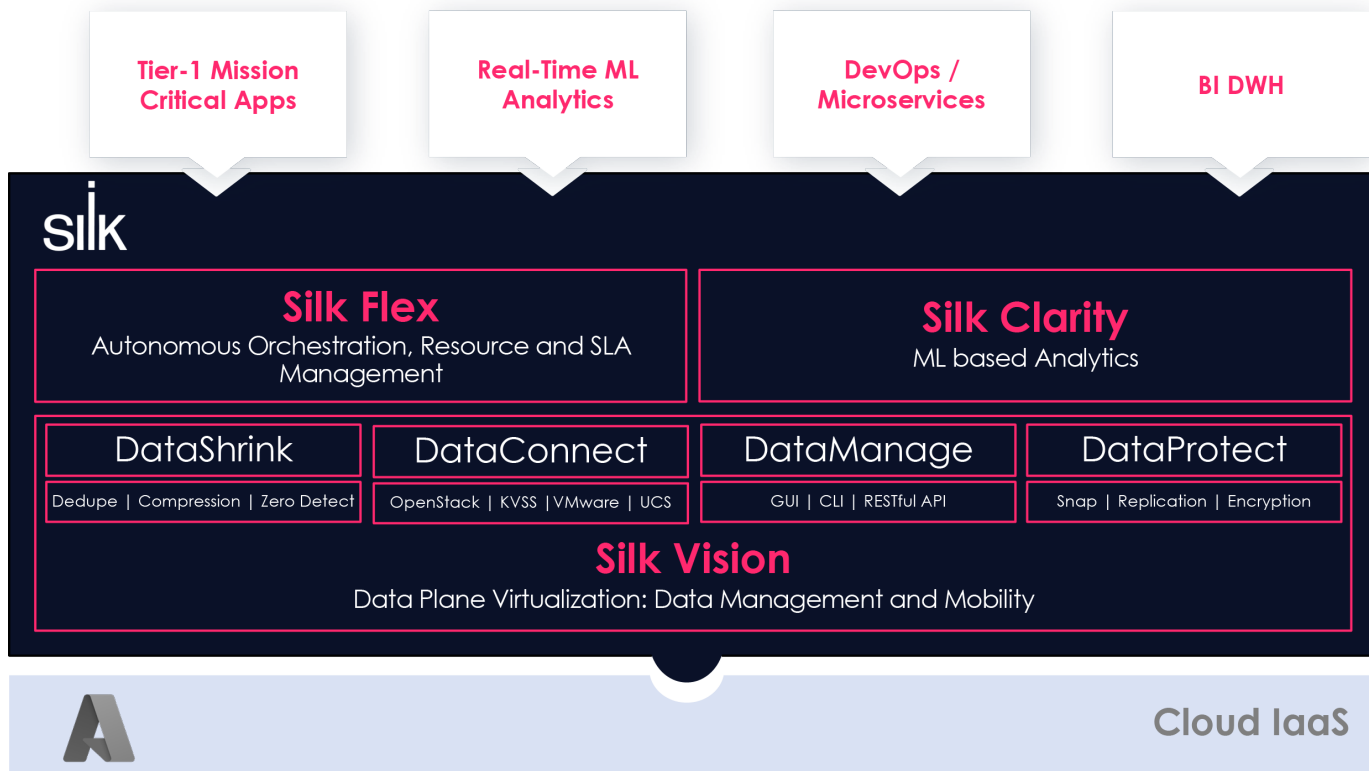 Tier-1 Mission
Critical Apps
Real-Time ML
Analytics
DevOps /
Microservices
BI DWH
silk
Silk Flex
Autonomous Orchestration, Resource and SLA
Management
Silk Clarity
ML based Analytics
DataShrink
Dedupe | Compression | Zero Detect
DataConnect
OpenStack | KVSS |VMware | UCS
DataManage
GUI | CLI | RESTful API
DataProtect
Snap | Replication | Encryption
Silk Vision
Data Plane Virtualization: Data Management and Mobility
Cloud IaaS